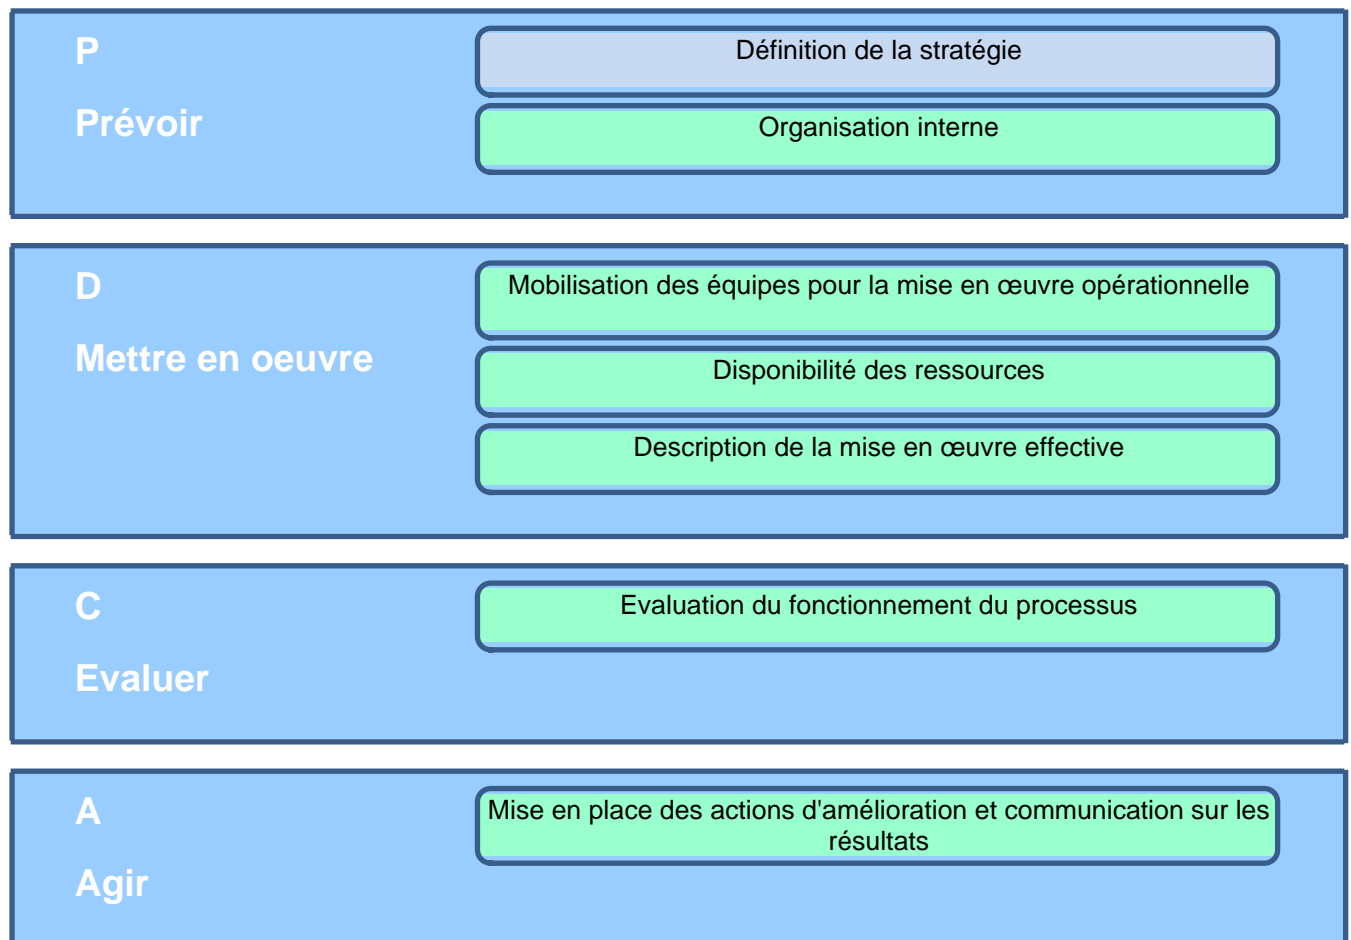 P
Prévoir
Définition de la stratégie
Organisation interne
D
Mettre en oeuvre
Mobilisation des équipes pour la mise en œuvre opérationnelle
Disponibilité des ressources
Description de la mise en œuvre effective
C
Evaluer
Evaluation du fonctionnement du processus
A
Agir
Mise en place des actions d'amélioration et communication sur les
résultats